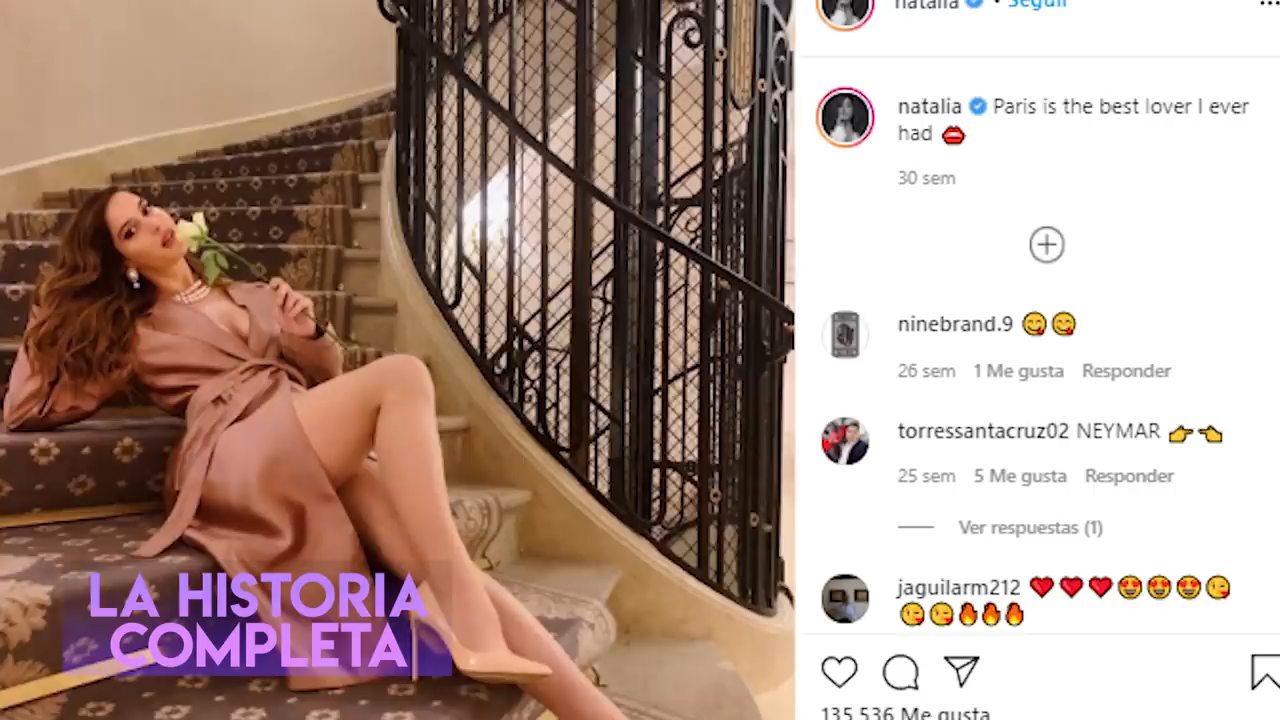 natalia • Seguir
natalia Paris is the best lover I ever
had 👄
30 sem
ninebrand.9 😋😋
26 sem 1 Me gusta Responder
torressantacruz02 NEYMAR 👉👈
25 sem 5 Me gusta Responder
Ver respuestas (1)
jaguilarm212 ❤️❤️❤️😍😍😍😘
😘😘🔥🔥🔥
135.536 Me gusta
LA HISTORIA
COMPLETA